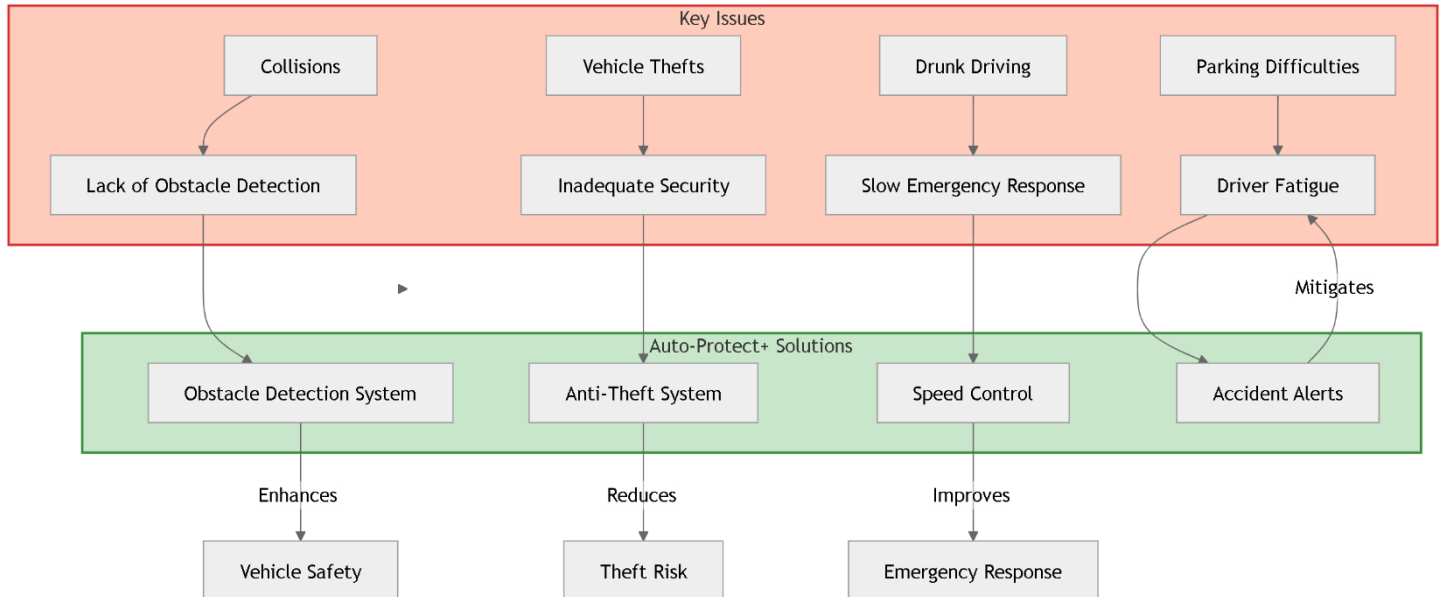 Key Issues
Collisions
Vehicle Thefts
Drunk Driving
Parking Difficulties
Lack of Obstacle Detection
Inadequate Security
Slow Emergency Response
Driver Fatigue
Mitigates
Auto-Protect+ Solutions
Obstacle Detection System
Anti-Theft System
Speed Control
Accident Alerts
Enhances
Reduces
Improves
Vehicle Safety
Theft Risk
Emergency Response